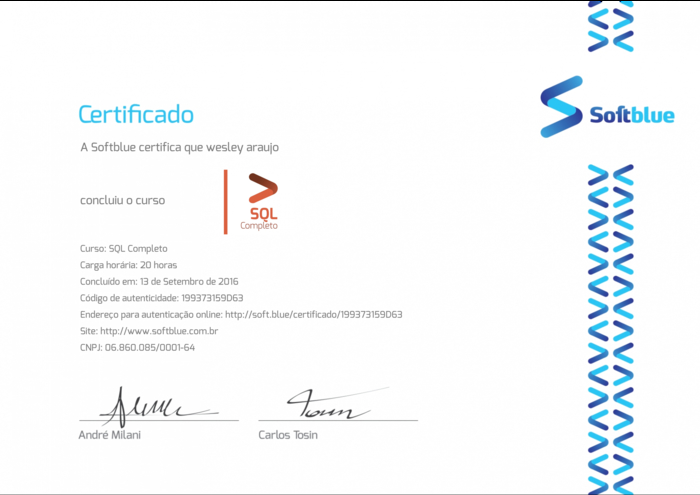 Certificado
Softblue
A Softblue certifica que wesley araujo
concluiu o curso
SQL
Completo
Curso: SQL Completo
Carga horária: 20 horas
Concluído em: 13 de Setembro de 2016
Código de autenticidade: 199373159D63
Endereço para autenticação online: http://soft.blue/certificado/199373159D63
Site: http://www.softblue.com.br
CNPJ: 06.860.085/0001-64
André Milani
Carlos Tosin